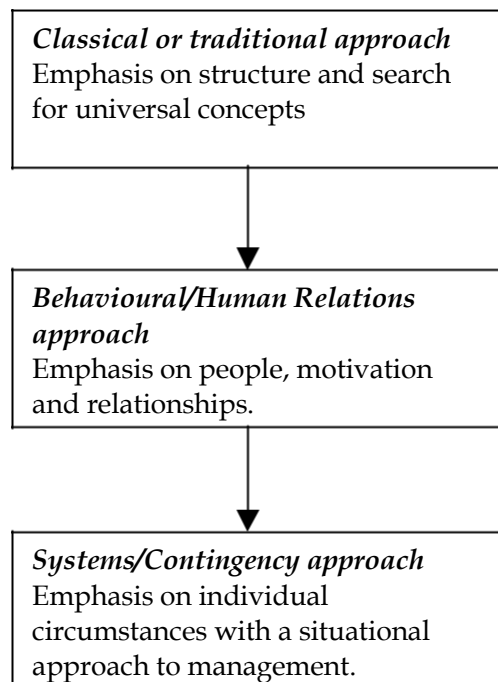 Classical or traditional approach
Emphasis on structure and search
for universal concepts
Behavioural/Human Relations
approach
Emphasis on people, motivation
and relationships.
Systems/Contingency approach
Emphasis on individual
circumstances with a situational
approach to management.